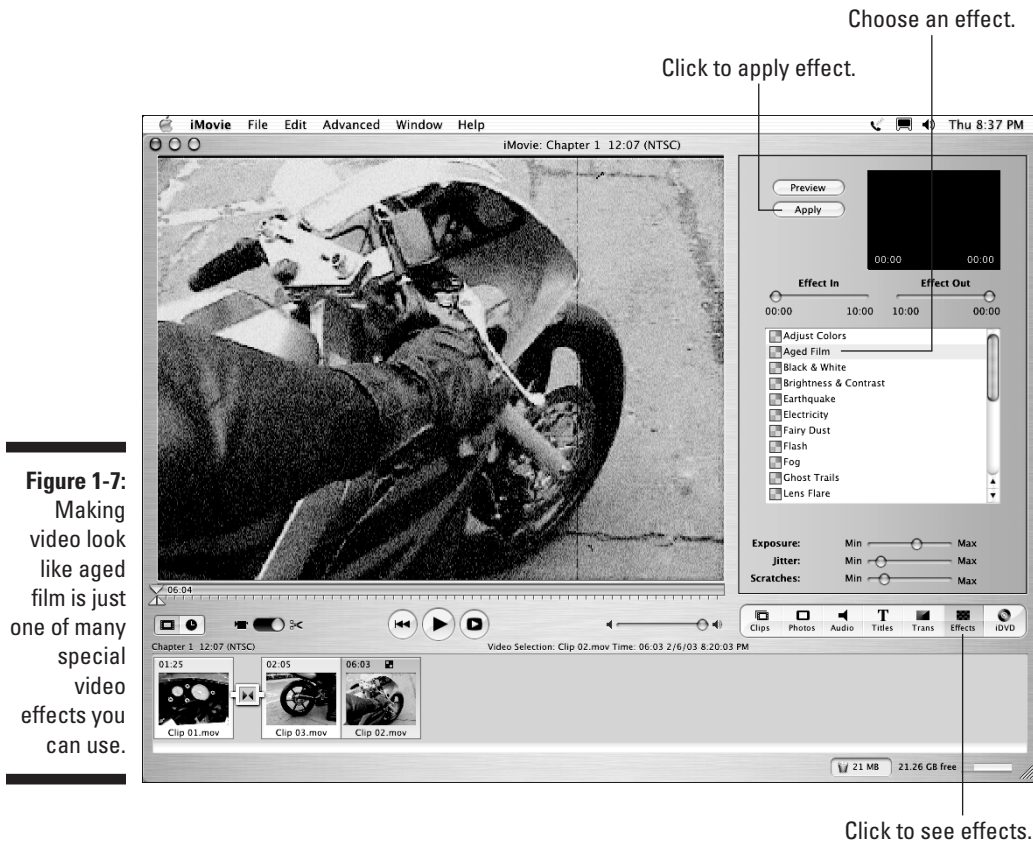 Choose an effect.
Click to apply effect.
iMovie File Edit Advanced Window Help
Thu 8:37 PM
iMovie: Chapter 1 12:07 (NTSC)
Preview
Apply
00:00 00:00
Effect In Effect Out
00:00 10:00 10:00 00:00
Adjust Colors
Aged Film
Black & White
Brightness & Contrast
Earthquake
Electricity
Fairy Dust
Flash
Fog
Ghost Trails
Lens Flare
Exposure: Min Max
Jitter: Min Max
Scratches: Min Max
06:04
Clips Photos Audio Titles Trans Effects iDVD
Chapter 1 12:07 (NTSC)
Video Selection: Clip 02.mov Time: 06:03 2/6/03 8:20:03 PM
01:25 02:05 06:03
Clip 01.mov Clip 03.mov Clip 02.mov
21 MB 21.26 GB free
Click to see effects.
Figure 1-7:
Making
video look
like aged
film is just
one of many
special
video
effects you
can use.